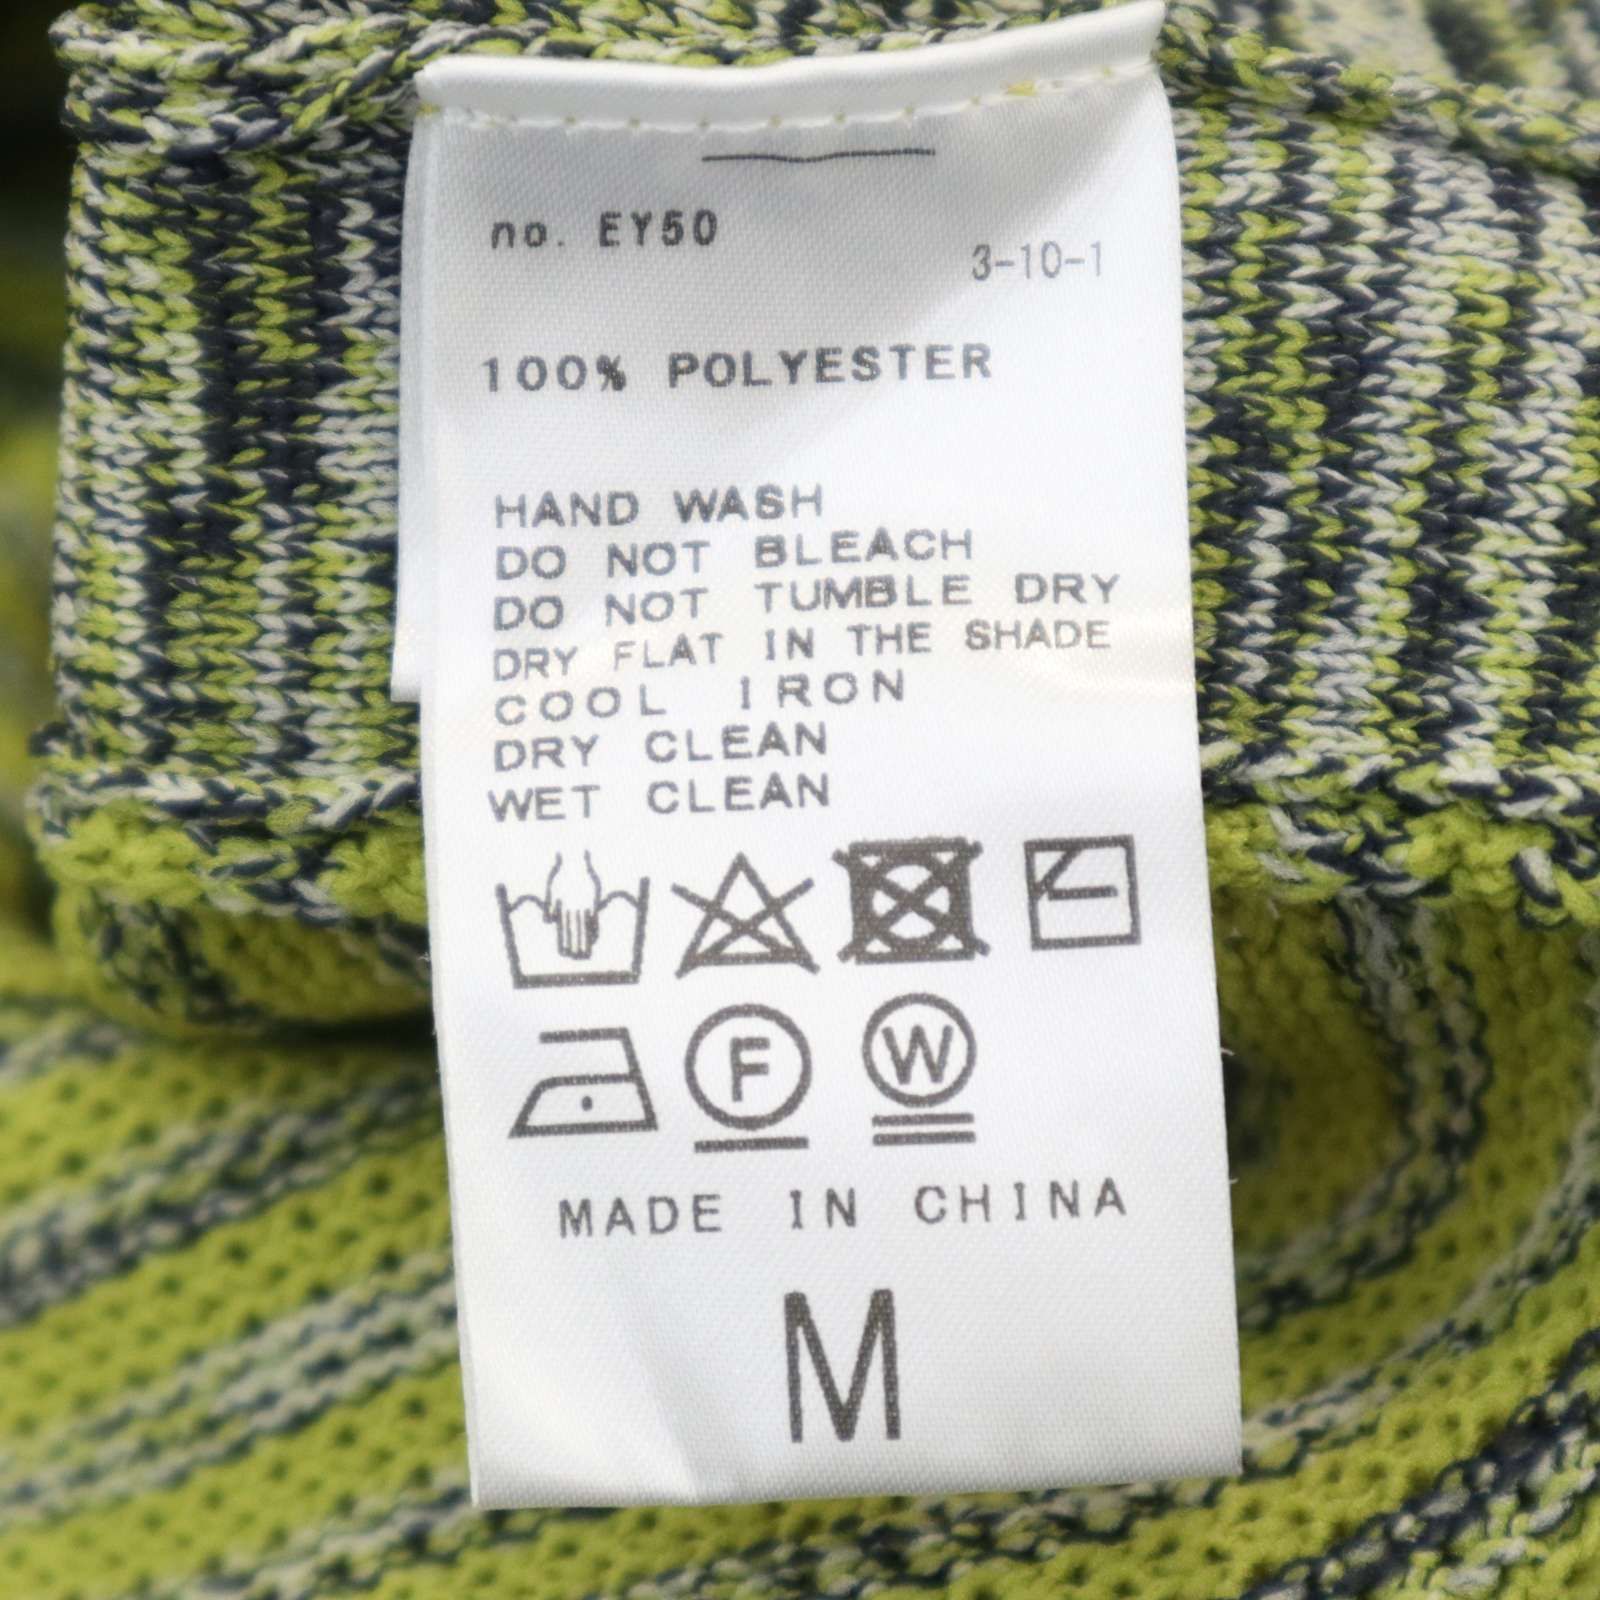 no. EY50
3-10-1
100% POLYESTER
HAND WASH
DO NOT BLEACH
DO NOT TUMBLE DRY
DRY FLAT IN THE SHADE
COOL IRON
DRY CLEAN
WET CLEAN
F
W
MADE IN CHINA
M